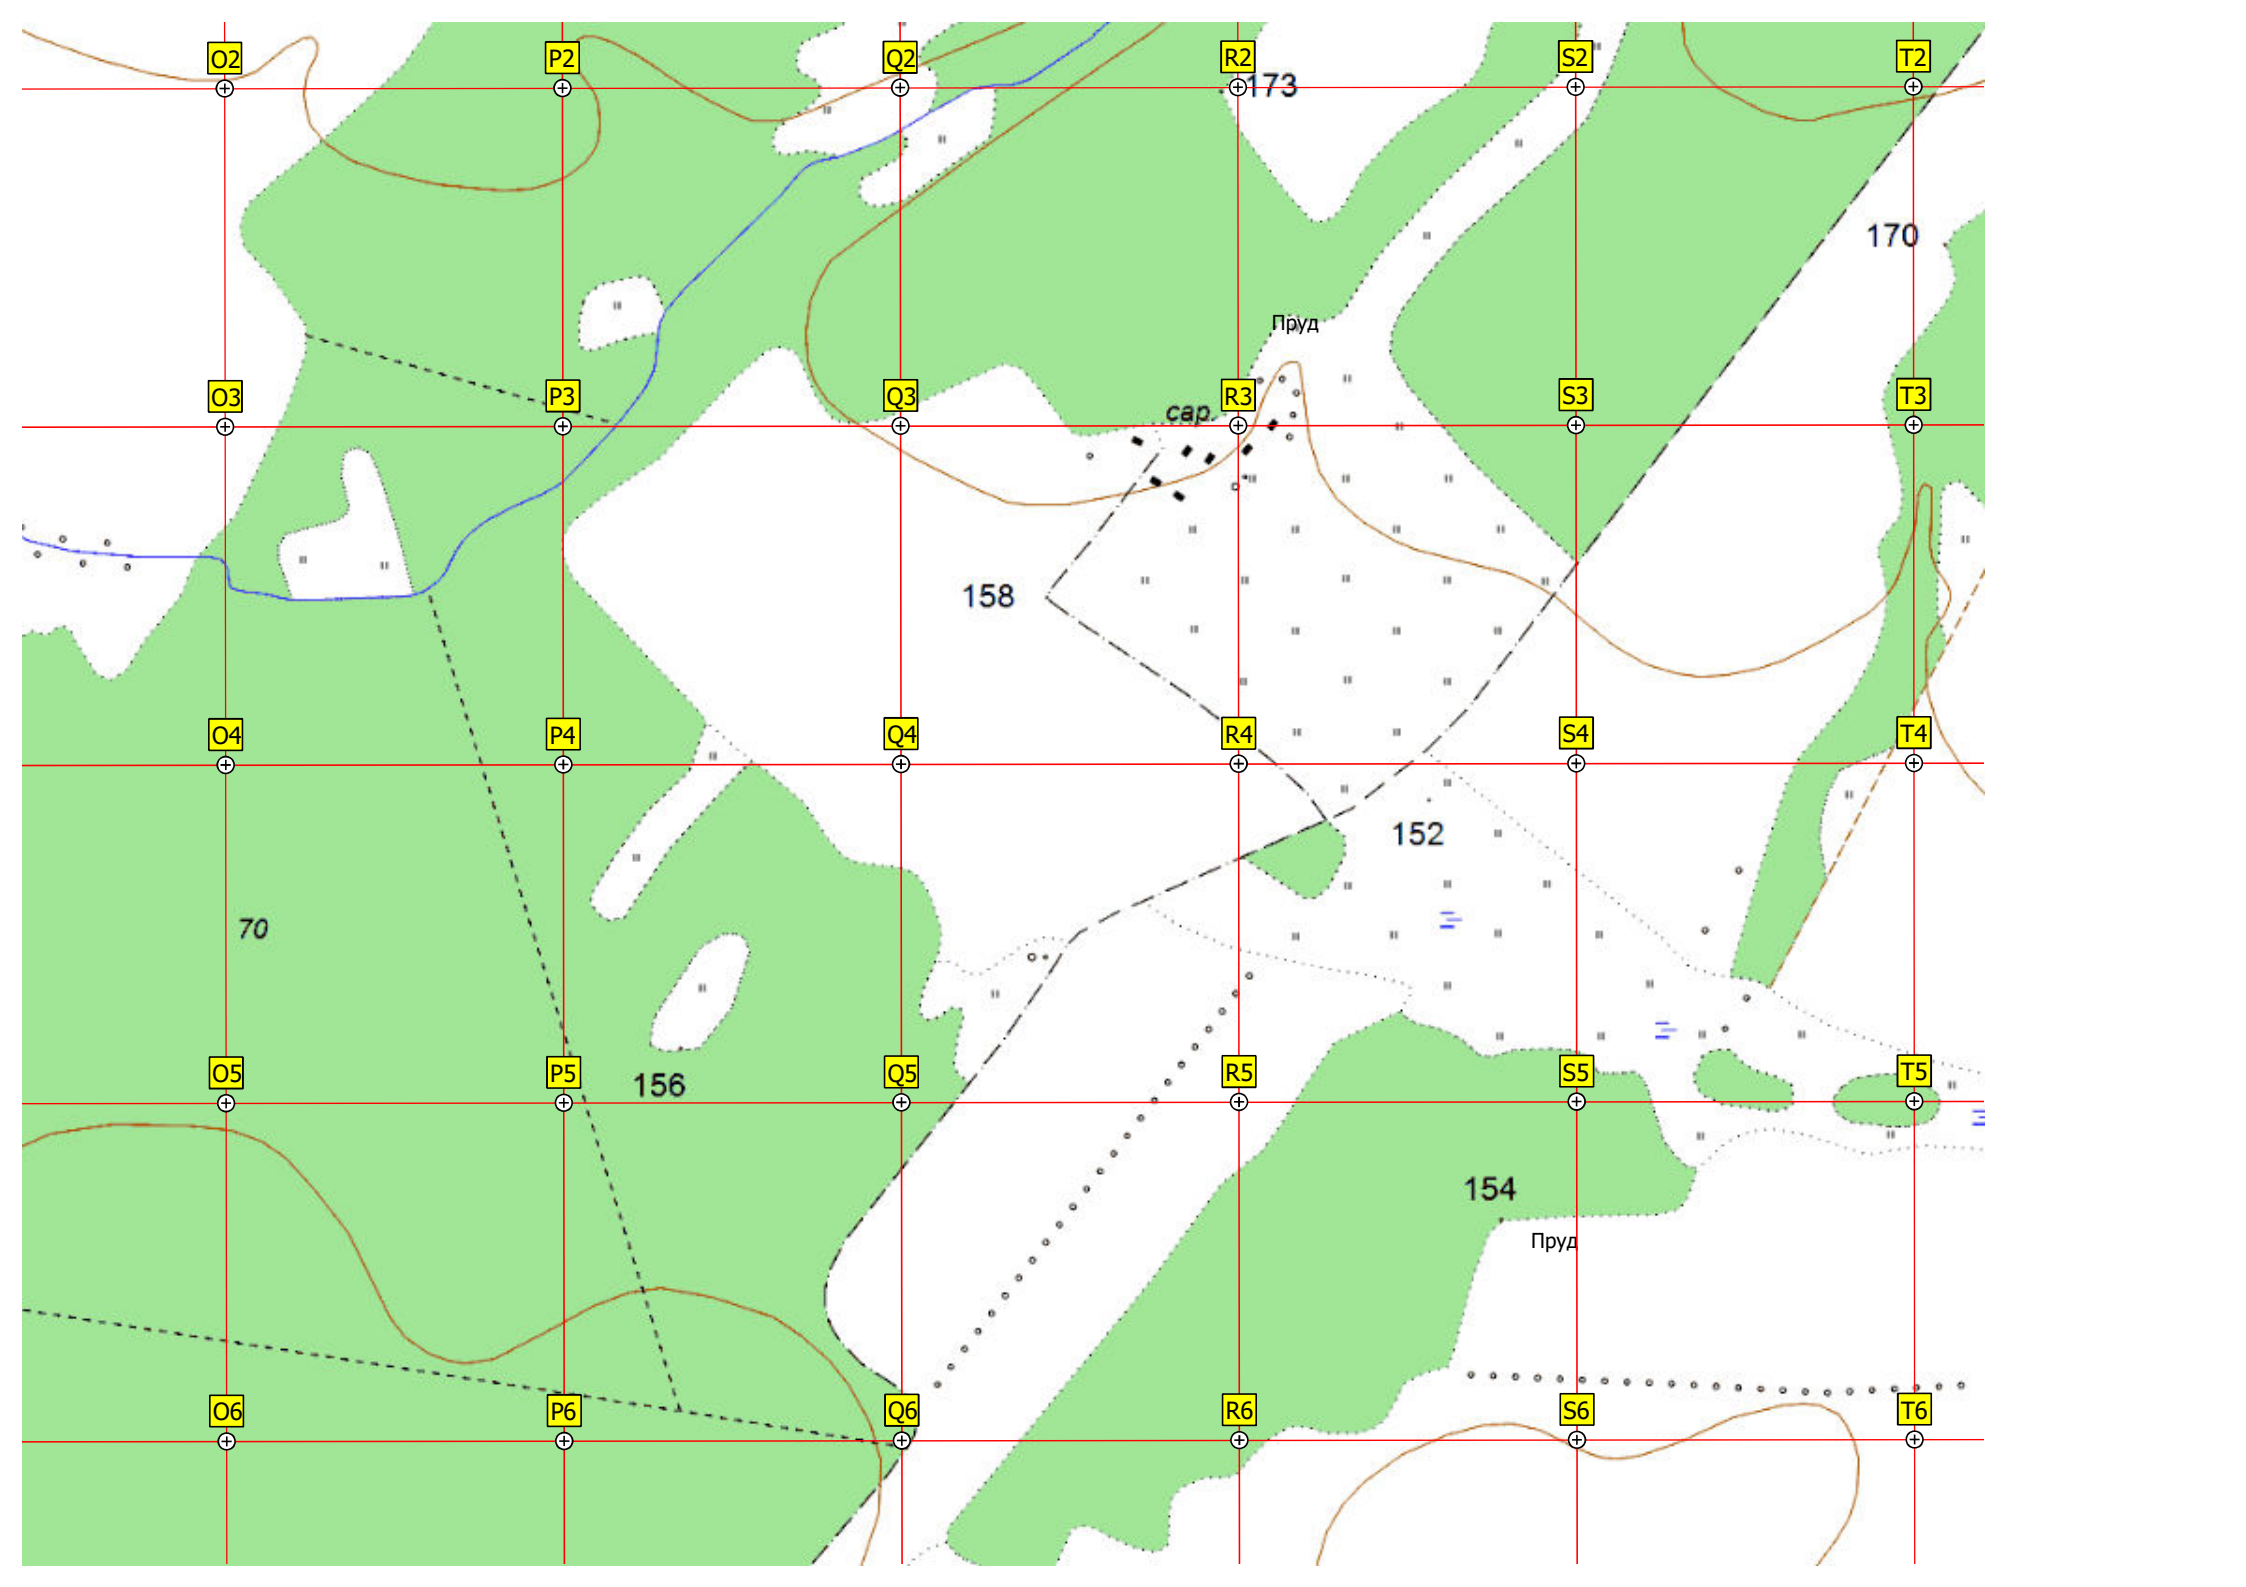 O2 P2 Q2 R2 S2 T2
173
170
Пруд
O3 P3 Q3 R3 S3 T3
сар.
158
O4 P4 Q4 R4 S4 T4
152
70
O5 P5 Q5 R5 S5 T5
156
154
Пруд
O6 P6 Q6 R6 S6 T6